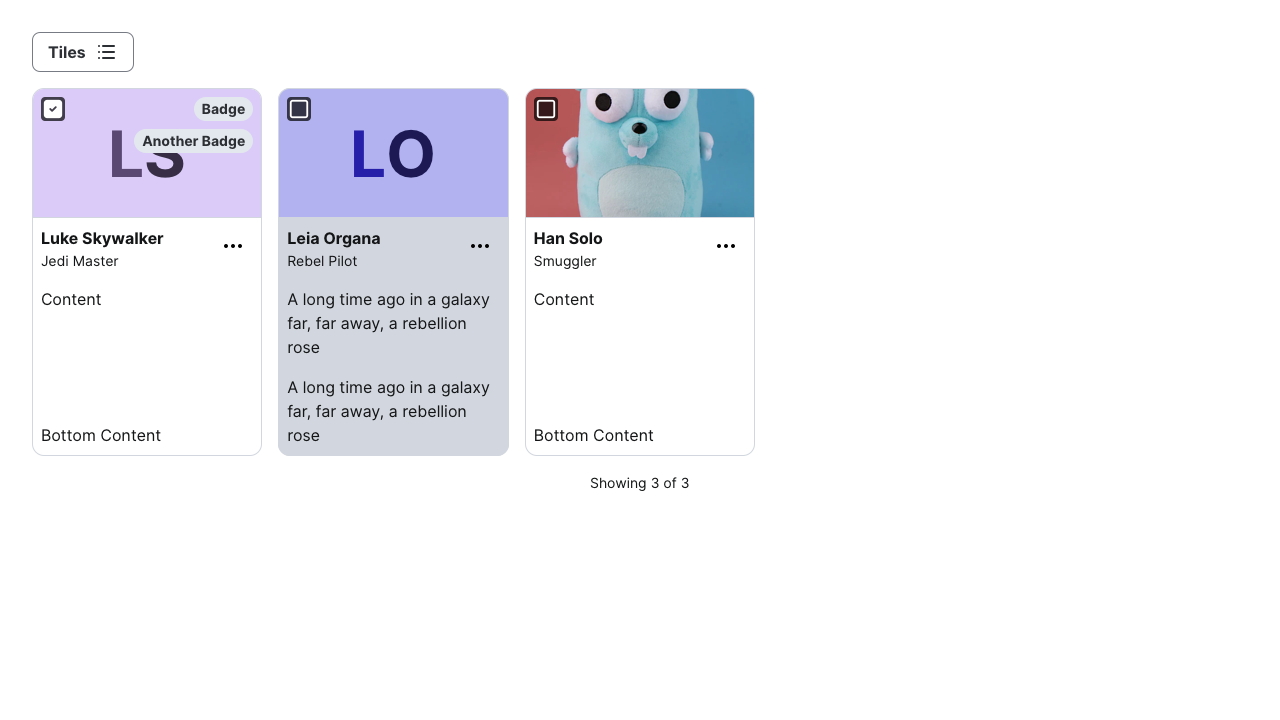 Tiles
Badge
Another Badge
LS
Luke Skywalker
Jedi Master
Content
Bottom Content
LO
Leia Organa
Rebel Pilot
A long time ago in a galaxy
far, far away, a rebellion
rose
A long time ago in a galaxy
far, far away, a rebellion
rose
Han Solo
Smuggler
Content
Bottom Content
Showing 3 of 3